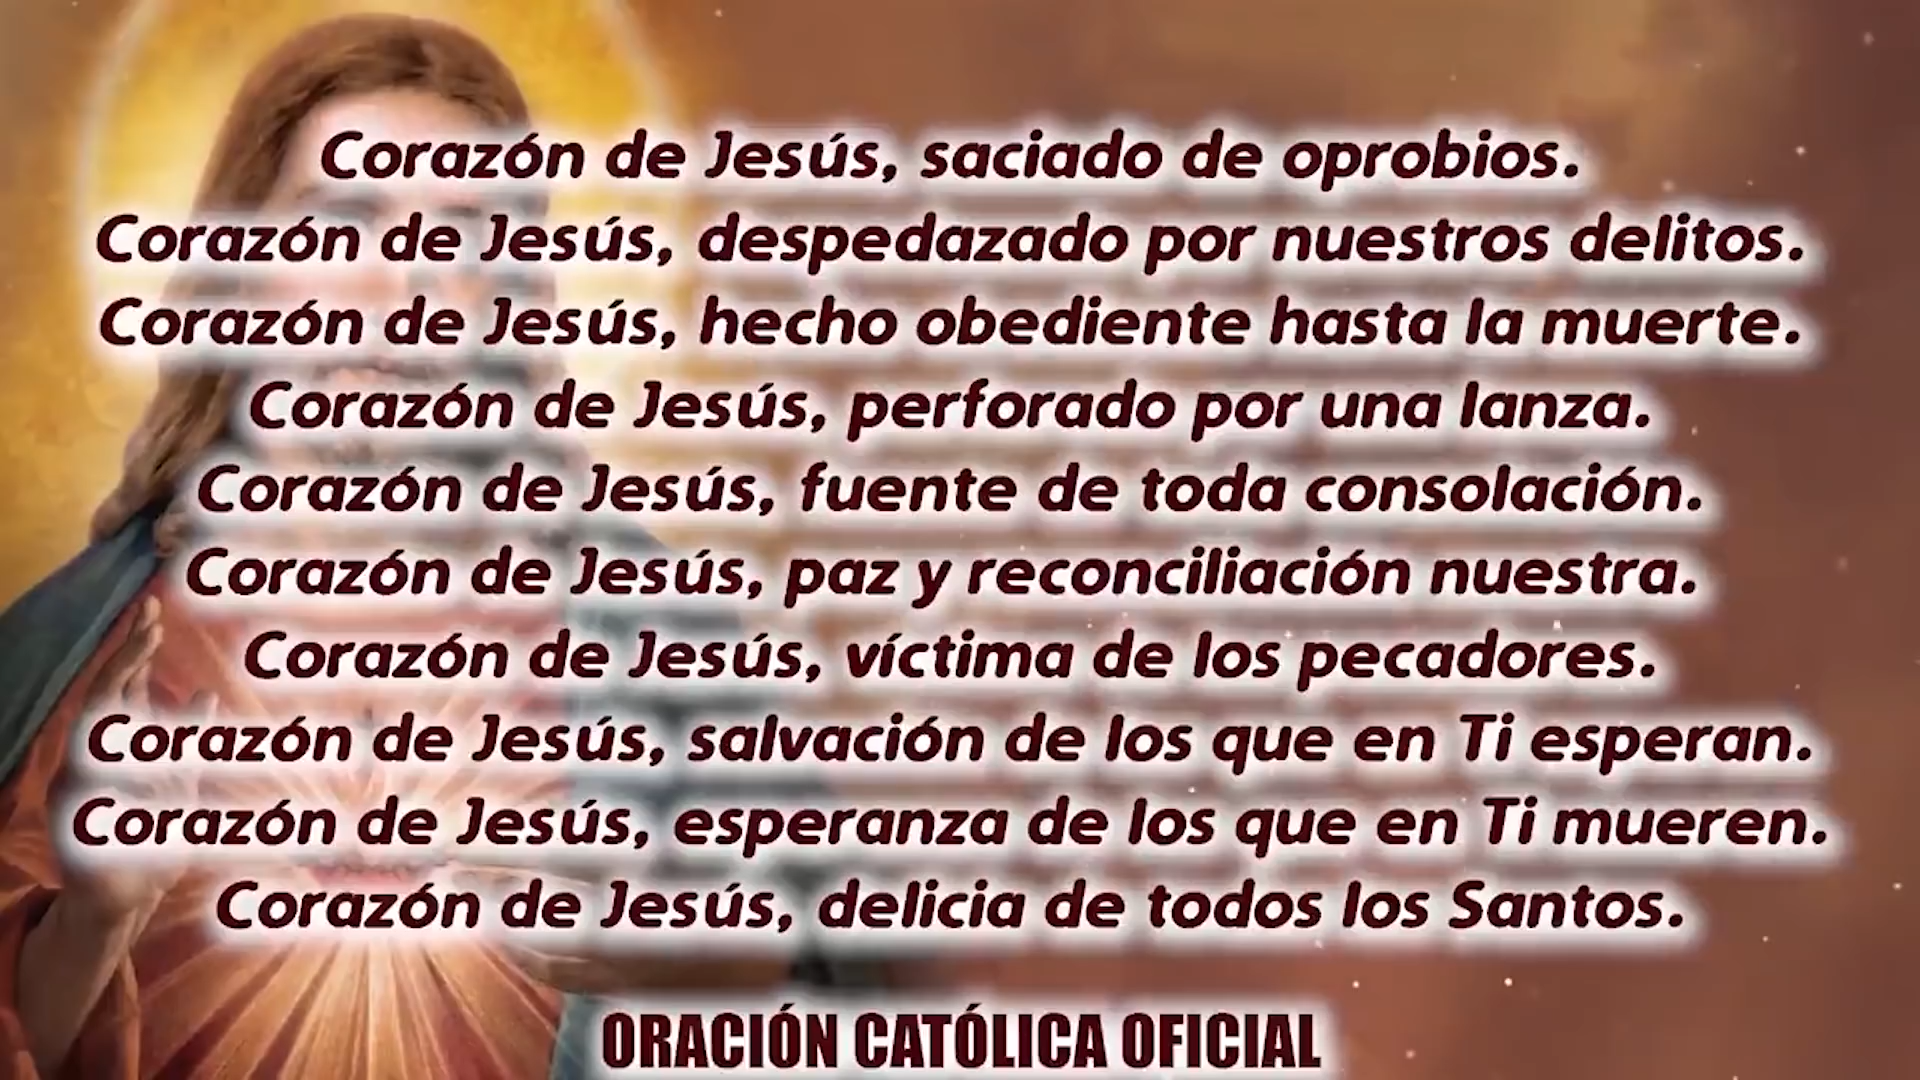 Corazón de Jesús, saciado de oprobios.
Corazón de Jesús, despedazado por nuestros delitos.
Corazón de Jesús, hecho obediente hasta la muerte.
Corazón de Jesús, perforado por una lanza.
Corazón de Jesús, fuente de toda consolación.
Corazón de Jesús, paz y reconciliación nuestra.
Corazón de Jesús, víctima de los pecadores.
Corazón de Jesús, salvación de los que en Ti esperan.
Corazón de Jesús, esperanza de los que en Ti mueren.
Corazón de Jesús, delicia de todos los Santos.
ORACIÓN CATÓLICA OFICIAL